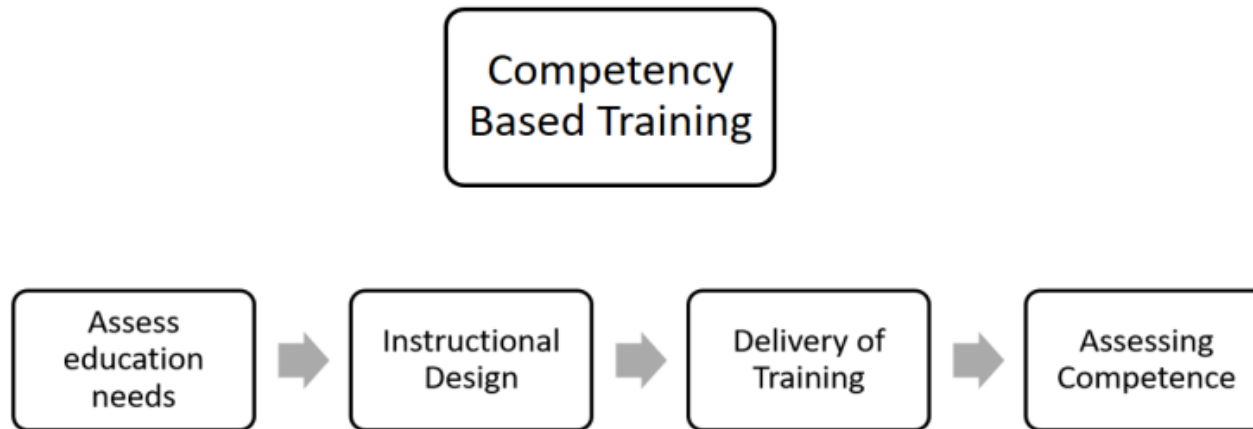 Competency
Based Training
Assess
education
needs
Instructional
Design
Delivery of
Training
Assessing
Competence